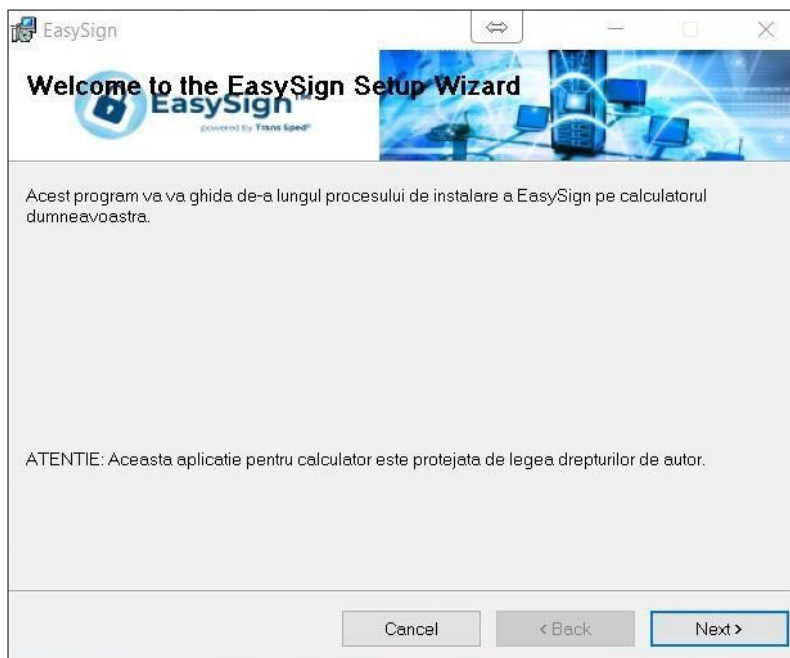 EasySign
Welcome to the EasySign Setup Wizard
EasySign™
powered by Trans Sped®
Acest program va va ghida de-a lungul procesului de instalare a EasySign pe calculatorul
dumneavoastra.
ATENTIE: Aceasta aplicatie pentru calculator este protejata de legea drepturilor de autor.
Cancel
< Back
Next >